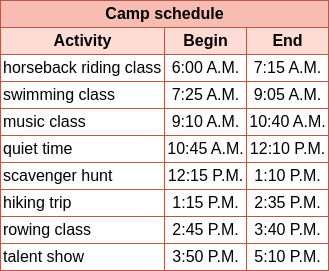 Camp schedule
Activity Begin End
horseback riding class 6:00 A.M. 7:15 A.M.
swimming class 7:25 A.M. 9:05 A.M.
music class 9:10 A.M. 10:40 A.M.
quiet time 10:45 A.M. 12:10 P.M.
scavenger hunt 12:15 P.M. 1:10 P.M.
hiking trip 1:15 P.M. 2:35 P.M.
rowing class 2:45 P.M. 3:40 P.M.
talent show 3:50 P.M. 5:10 P.M.